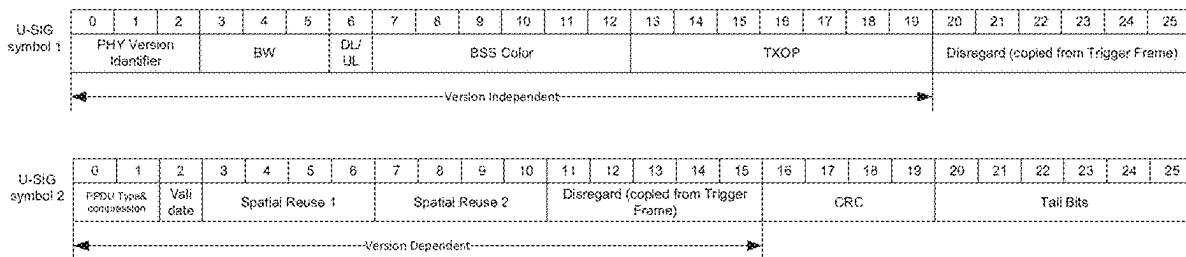 U-SIG symbol 1
0 1 2 3 4 5 6 7 8 9 10 11 12 13 14 15 16 17 18 19 20 21 22 23 24 25
PHY Version Identifier BW DL/UL BSS Color TXOP Disregard (copied from Trigger Frame)
Version Independent
U-SIG symbol 2
0 1 2 3 4 5 6 7 8 9 10 11 12 13 14 15 16 17 18 19 20 21 22 23 24 25
PPDU Type& compression Vali date Spatial Reuse 1 Spatial Reuse 2 Disregard (copied from Trigger Frame) CRC Tail Bits
Version Dependent